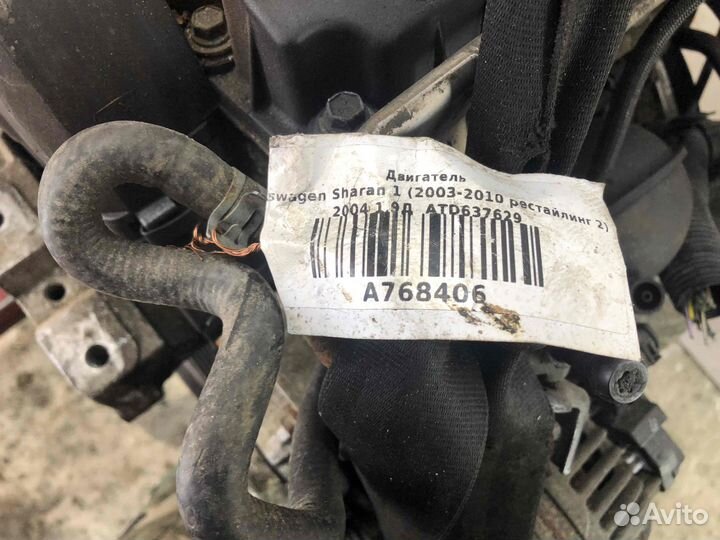 Двигатель
swagen Sharan 1 (2003-2010 рестайлинг 2)
2004 1.9Д ATD637629
A768406
Avito